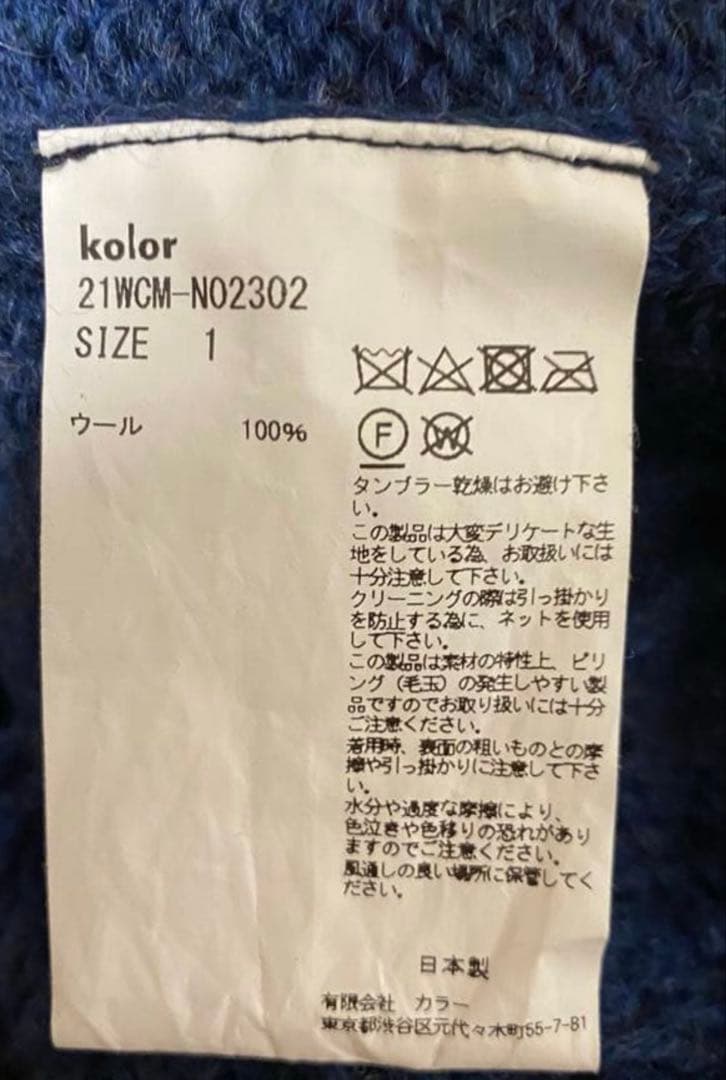 kolor
21WCM-N02302
SIZE 1
ウール 100%
F W
タンブラー乾燥はお避け下さ
い。
この製品は大変デリケートな生
地をしている為、お取扱いには
十分注意して下さい。
クリーニングの際は引っ掛かり
を防止する為に、ネットを使用
して下さい。
この製品は素材の特性上、ピリ
ング（毛玉）の発生しやすい製
品ですのでお取り扱いには十分
ご注意ください。
着用時、表面の粗いものとの摩
擦や引っ掛かりに注意して下さ
い。
水分や過度な摩擦により、
色泣きや色移りの恐れがあり
ますのでご注意ください。
風通しの良い場所に保管してく
ださい。
日本製
有限会社 カラー
東京都渋谷区元代々木町55-7-B1